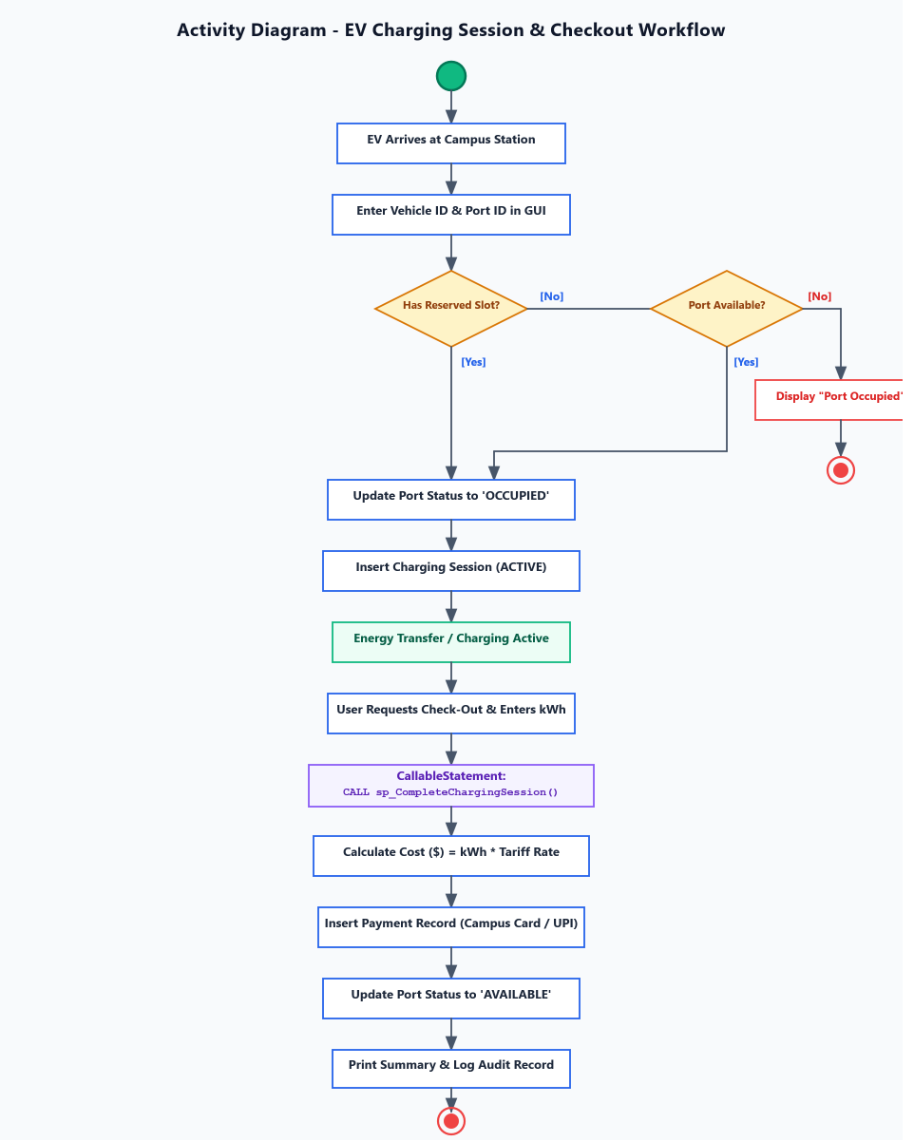 Activity Diagram - EV Charging Session & Checkout Workflow
EV Arrives at Campus Station
Enter Vehicle ID & Port ID in GUI
Has Reserved Slot?
[No]
Port Available?
[No]
[Yes]
[Yes]
Display "Port Occupied"
Update Port Status to 'OCCUPIED'
Insert Charging Session (ACTIVE)
Energy Transfer / Charging Active
User Requests Check-Out & Enters kWh
CallableStatement:
CALL sp_CompleteChargingSession()
Calculate Cost ($) = kWh * Tariff Rate
Insert Payment Record (Campus Card / UPI)
Update Port Status to 'AVAILABLE'
Print Summary & Log Audit Record